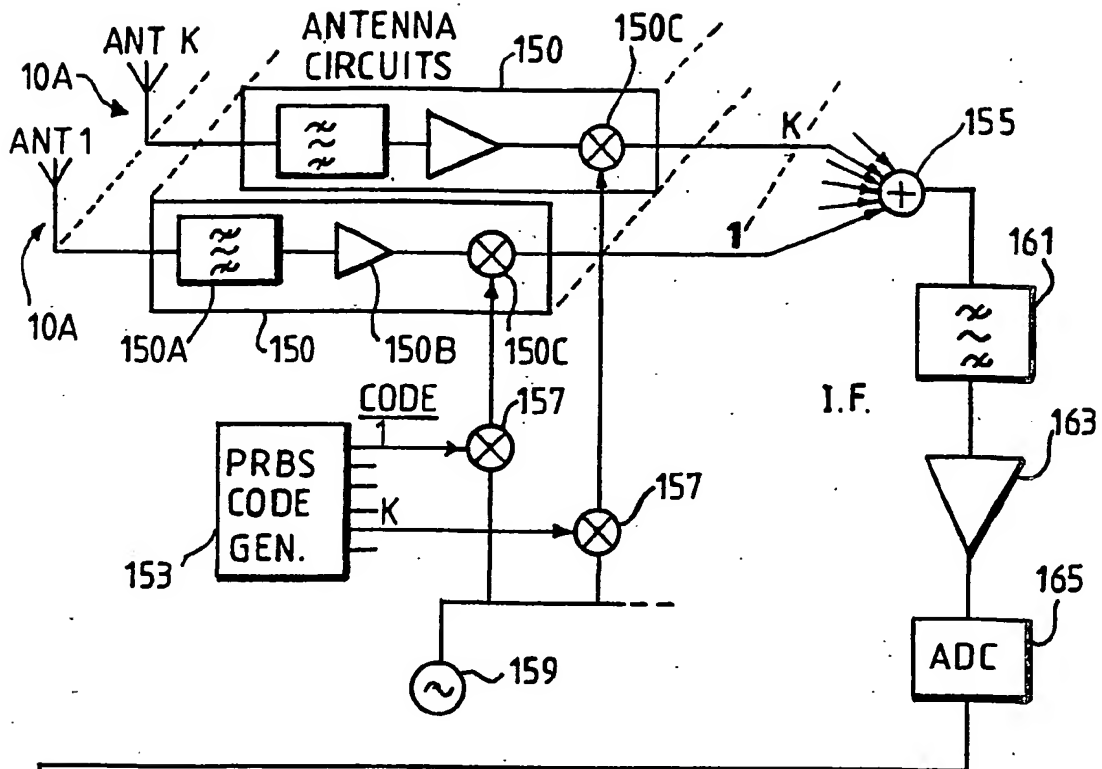 ANTENNA
CIRCUITS
150
150C
ANT K
10A
ANT 1
K
155
1
161
10A
150A
150
150B
150C
I.F.
CODE
1
157
163
PRBS
CODE
GEN.
K
157
153
165
ADC
159